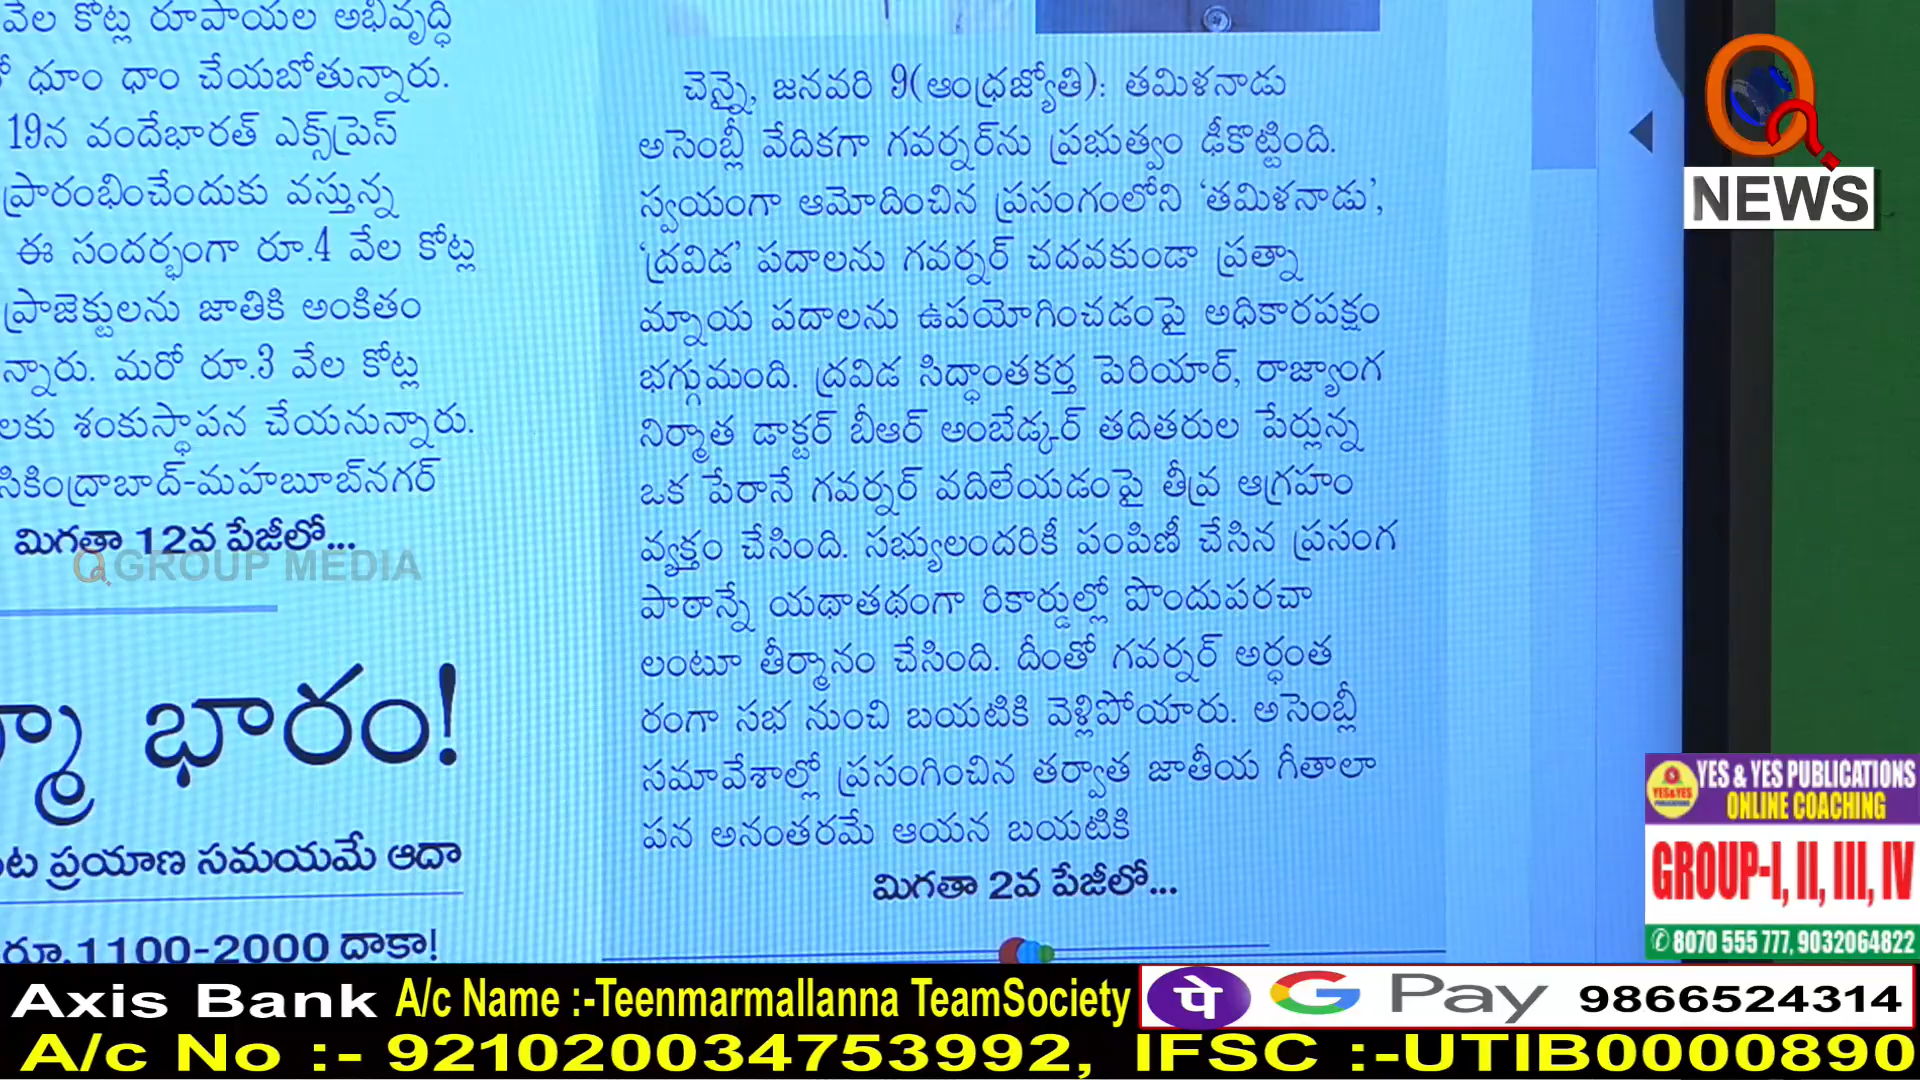 వేల కోట్ల రూపాయల అభివృద్ధి
ధూం ధాం చేయబోతున్నారు.
19న వందేభారత్ ఎక్స్‌ప్రెస్
ప్రారంభించేందుకు వస్తున్న
ఈ సందర్భంగా రూ.4 వేల కోట్ల
ప్రాజెక్టులను జాతికి అంకితం
న్నారు. మరో రూ.3 వేల కోట్ల
లకు శంకుస్థాపన చేయనున్నారు.
సికింద్రాబాద్-మహబూబ్‌నగర్
మిగతా 12వ పేజీలో...
GROUP MEDIA
భారం!
ప్రయాణ సమయమే ఆదా
రూ.1100-2000 దాకా!
చెన్నై, జనవరి 9(ఆంధ్రజ్యోతి): తమిళనాడు
అసెంబ్లీ వేదికగా గవర్నర్‌ను ప్రభుత్వం ఢీకొట్టింది.
స్వయంగా ఆమోదించిన ప్రసంగంలోని ‘తమిళనాడు’,
‘ద్రవిడ’ పదాలను గవర్నర్ చదవకుండా ప్రత్నా
మ్నాయ పదాలను ఉపయోగించడంపై అధికారపక్షం
భగ్గుమంది. ద్రవిడ సిద్ధాంతకర్త పెరియార్, రాజ్యాంగ
నిర్మాత డాక్టర్ బీఆర్ అంబేడ్కర్ తదితరుల పేర్లున్న
ఒక పేరానే గవర్నర్ వదిలేయడంపై తీవ్ర ఆగ్రహం
వ్యక్తం చేసింది. సభ్యులందరికీ పంపిణీ చేసిన ప్రసంగ
పాఠాన్నే యథాతథంగా రికార్డుల్లో పొందుపరచా
లంటూ తీర్మానం చేసింది. దీంతో గవర్నర్ అర్ధంత
రంగా సభ నుంచి బయటికి వెళ్లిపోయారు. అసెంబ్లీ
సమావేశాల్లో ప్రసంగించిన తర్వాత జాతీయ గీతాలా
పన అనంతరమే ఆయన బయటికి
మిగతా 2వ పేజీలో...
NEWS
YES & YES PUBLICATIONS
ONLINE COACHING
GROUP-I, II, III, IV
8070 555 777, 9032064822
Axis Bank A/c Name :-Teenmarmallanna TeamSociety
पे G Pay 9866524314
A/c No :- 921020034753992, IFSC :-UTIB0000890